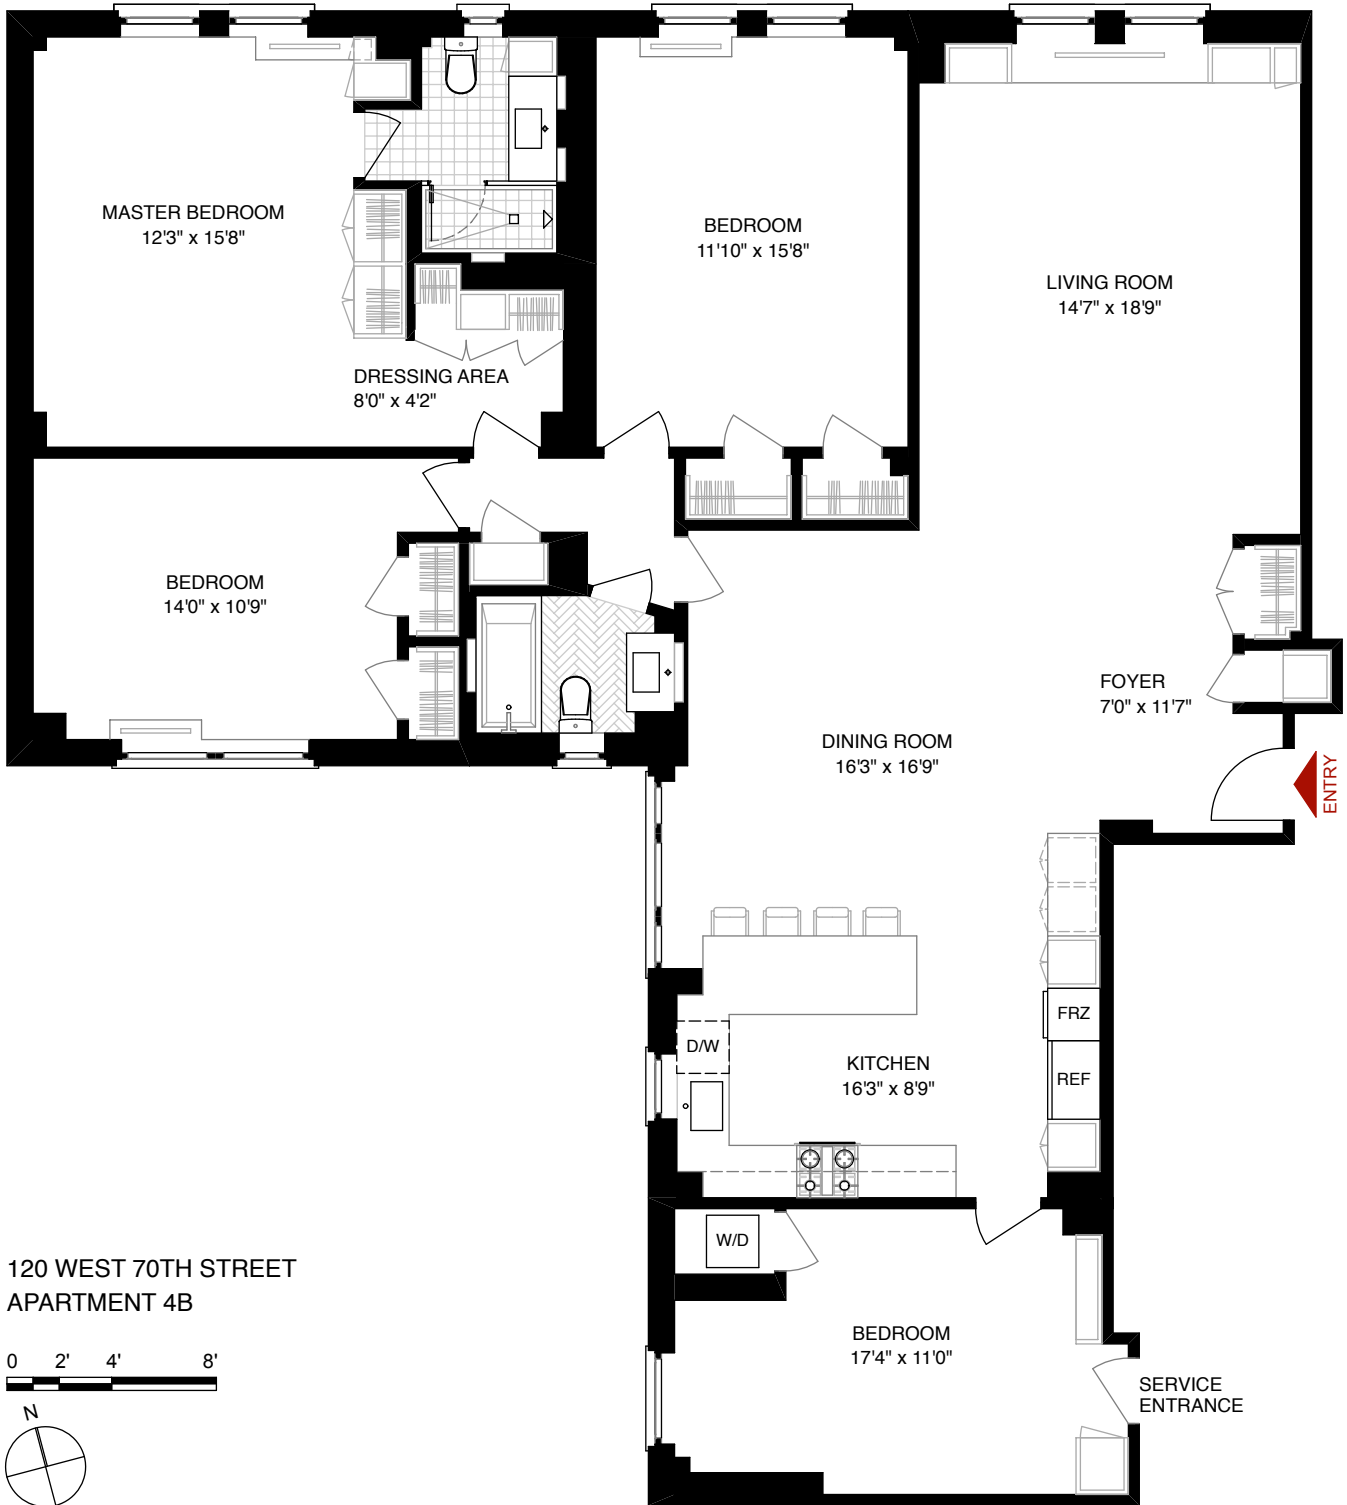 MASTER BEDROOM
12'3" x 15'8"
BEDROOM
11'10" x 15'8"
LIVING ROOM
14'7" x 18'9"
DRESSING AREA
8'0" x 4'2"
BEDROOM
14'0" x 10'9"
FOYER
7'0" x 11'7"
DINING ROOM
16'3" x 16'9"
ENTRY
FRZ
D/W
KITCHEN
16'3" x 8'9"
REF
W/D
120 WEST 70TH STREET
APARTMENT 4B
BEDROOM
17'4" x 11'0"
0 2' 4' 8'
SERVICE
ENTRANCE
N